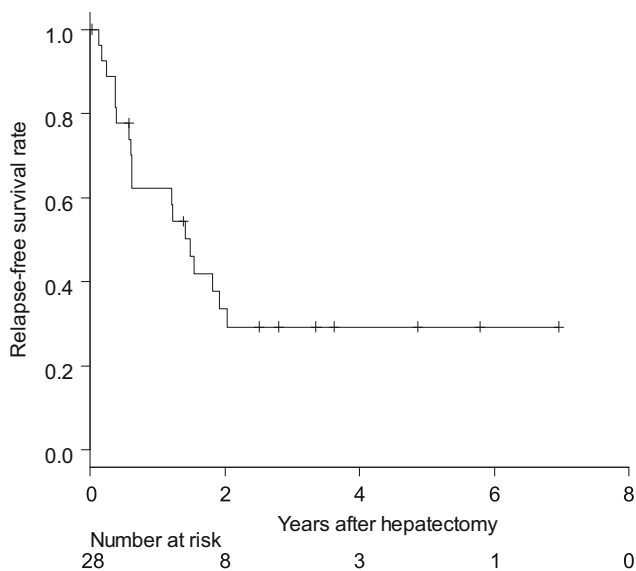 Relapse-free survival rate
1.0
0.8
0.6
0.4
0.2
0.0
0 2 4 6 8
Years after hepatectomy
Number at risk
28 8 3 1 0